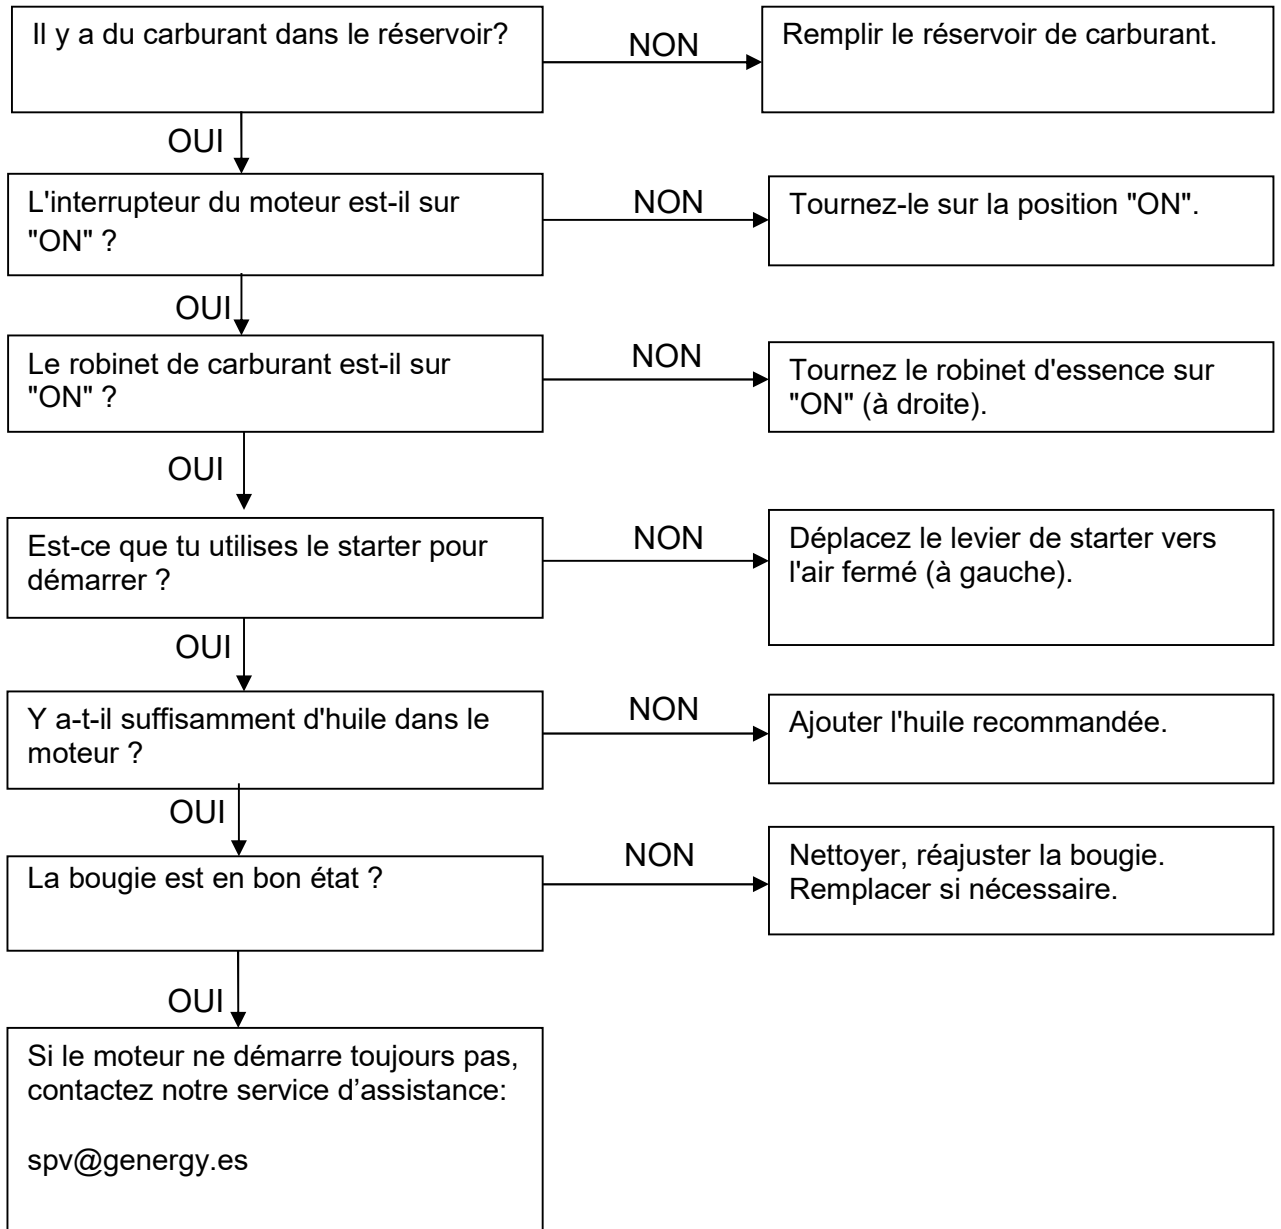 Il y a du carburant dans le réservoir?
NON
Remplir le réservoir de carburant.
OUI
L'interrupteur du moteur est-il sur
"ON" ?
NON
Tournez-le sur la position "ON".
OUI
Le robinet de carburant est-il sur
"ON" ?
NON
Tournez le robinet d'essence sur
"ON" (à droite).
OUI
Est-ce que tu utilises le starter pour
démarrer ?
NON
Déplacez le levier de starter vers
l'air fermé (à gauche).
OUI
Y a-t-il suffisamment d'huile dans le
moteur ?
NON
Ajouter l'huile recommandée.
OUI
La bougie est en bon état ?
NON
Nettoyer, réajuster la bougie.
Remplacer si nécessaire.
OUI
Si le moteur ne démarre toujours pas,
contactez notre service d’assistance:
spv@genergy.es